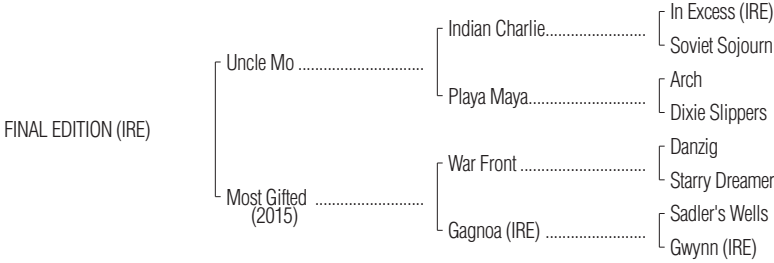 In Excess (IRE)
Indian Charlie..........................
Soviet Sojourn
Uncle Mo ................................
Arch
Playa Maya..............................
Dixie Slippers
FINAL EDITION (IRE)
Danzig
War Front ................................
Starry Dreamer
Most Gifted ............................
(2015)
Sadler's Wells
Gagnoa (IRE) ..........................
Gwynn (IRE)